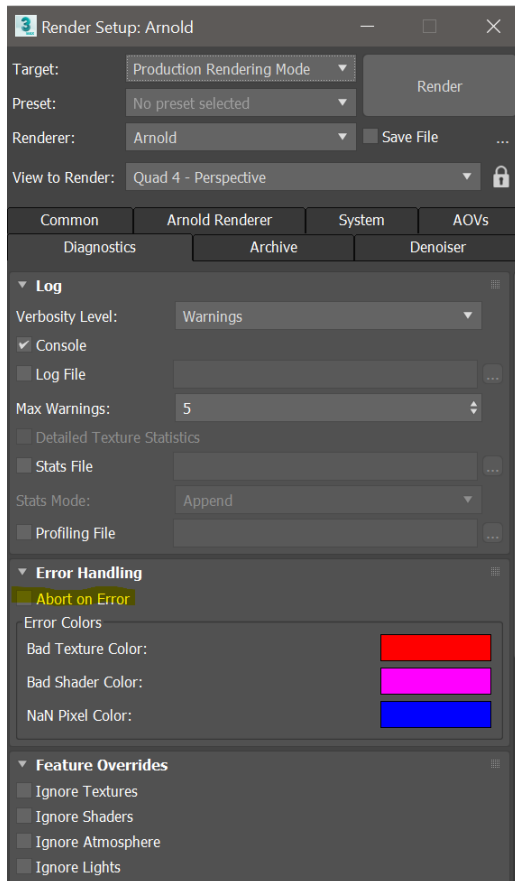 3 Render Setup: Arnold
Target: Production Rendering Mode
Render
Preset: No preset selected
Renderer: Arnold Save File ...
View to Render: Quad 4 - Perspective
Common Arnold Renderer System AOVs
Diagnostics Archive Denoiser
Log
Verbosity Level: Warnings
Console
Log File ...
Max Warnings: 5
Detailed Texture Statistics
Stats File ...
Stats Mode: Append
Profiling File ...
Error Handling
Abort on Error
Error Colors
Bad Texture Color:
Bad Shader Color:
NaN Pixel Color:
Feature Overrides
Ignore Textures
Ignore Shaders
Ignore Atmosphere
Ignore Lights